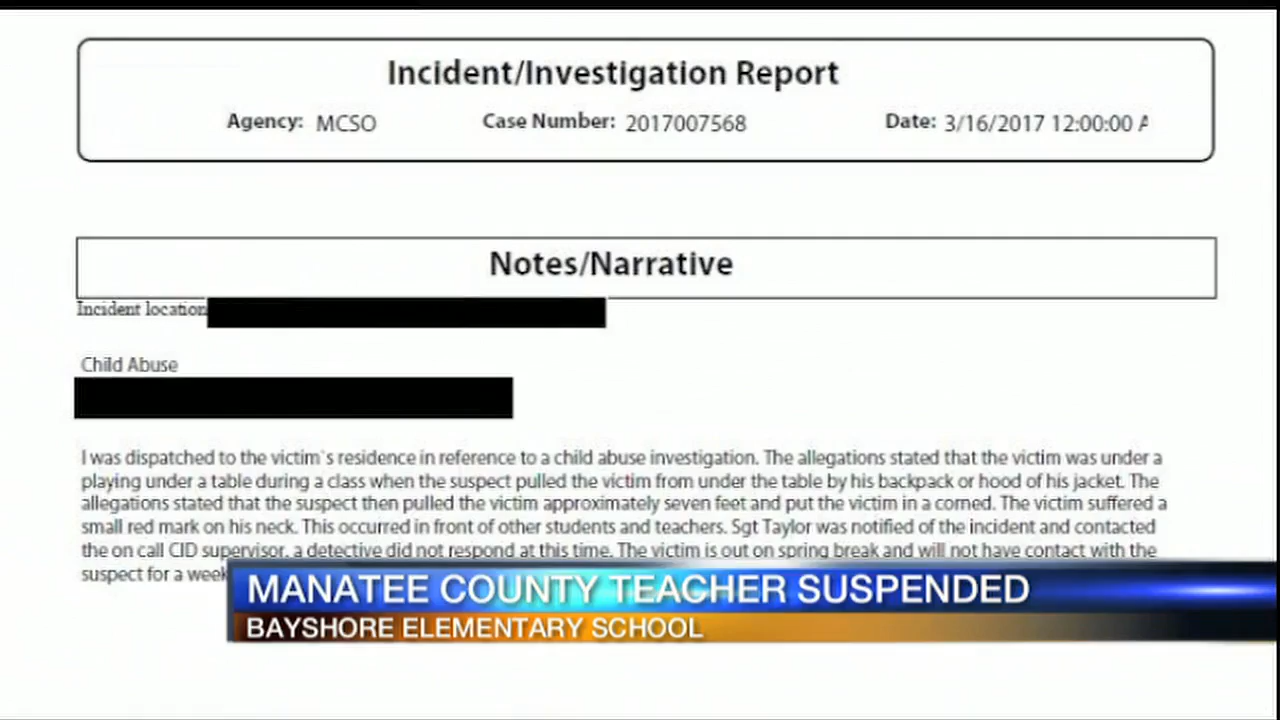 Incident/Investigation Report
Agency: MCSO Case Number: 2017007568 Date: 3/16/2017 12:00:00 A
Notes/Narrative
Incident location
Child Abuse
I was dispatched to the victim`s residence in reference to a child abuse investigation. The allegations stated that the victim was under a
playing under a table during a class when the suspect pulled the victim from under the table by his backpack or hood of his jacket. The
allegations stated that the suspect then pulled the victim approximately seven feet and put the victim in a corned. The victim suffered a
small red mark on his neck. This occurred in front of other students and teachers. Sgt Taylor was notified of the incident and contacted
the on call CID supervisor, a detective did not respond at this time. The victim is out on spring break and will not have contact with the
suspect for a week
MANATEE COUNTY TEACHER SUSPENDED
BAYSHORE ELEMENTARY SCHOOL